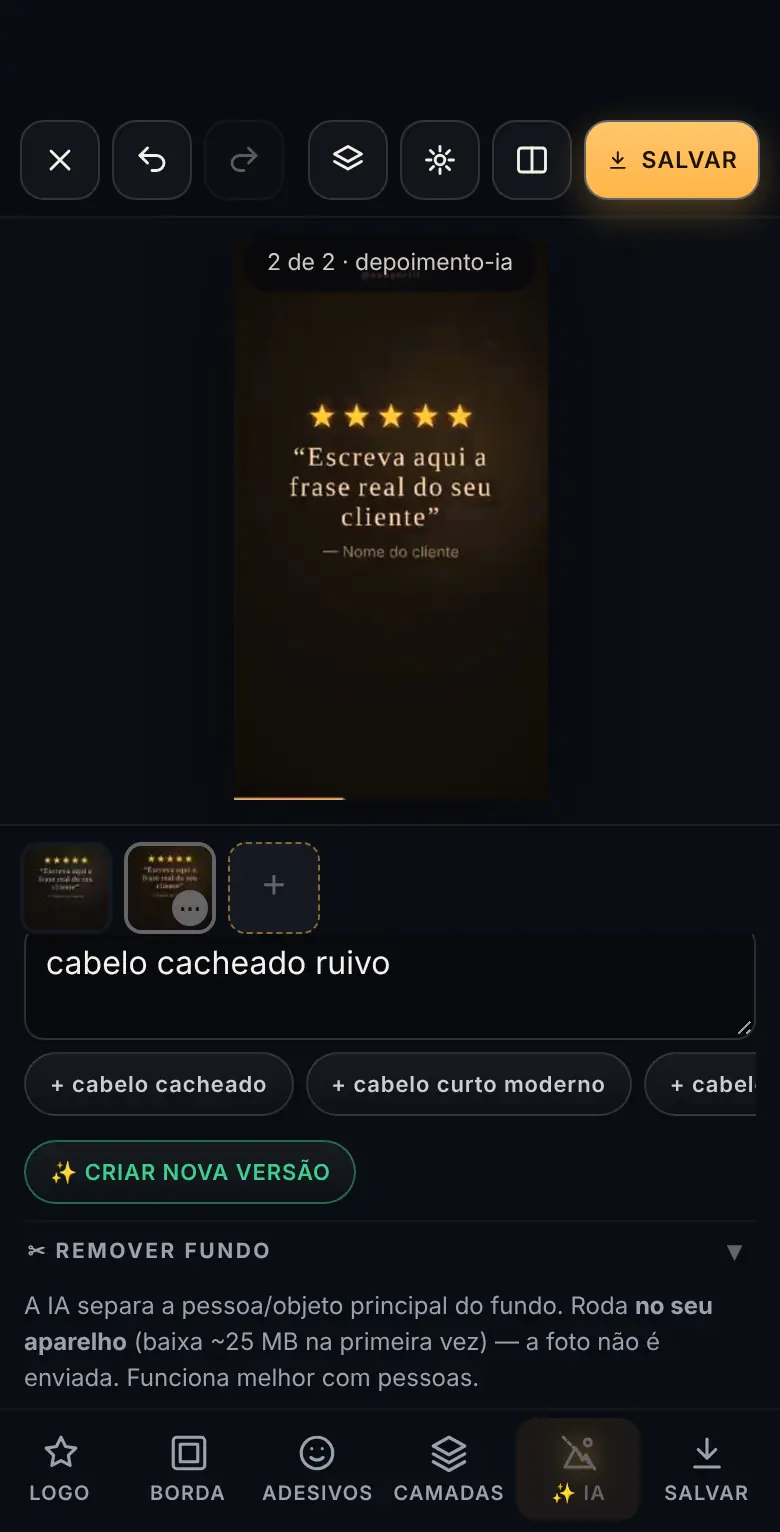 SALVAR
2 de 2 · depoimento-ia
★★★★★
“Escreva aqui a
frase real do seu
cliente”
— Nome do cliente
cabelo cacheado ruivo
+ cabelo cacheado
+ cabelo curto moderno
+ cabel
✨ CRIAR NOVA VERSÃO
✂ REMOVER FUNDO ▼
A IA separa a pessoa/objeto principal do fundo. Roda no seu
aparelho (baixa ~25 MB na primeira vez) — a foto não é
enviada. Funciona melhor com pessoas.
LOGO
BORDA
ADESIVOS
CAMADAS
✨ IA
SALVAR